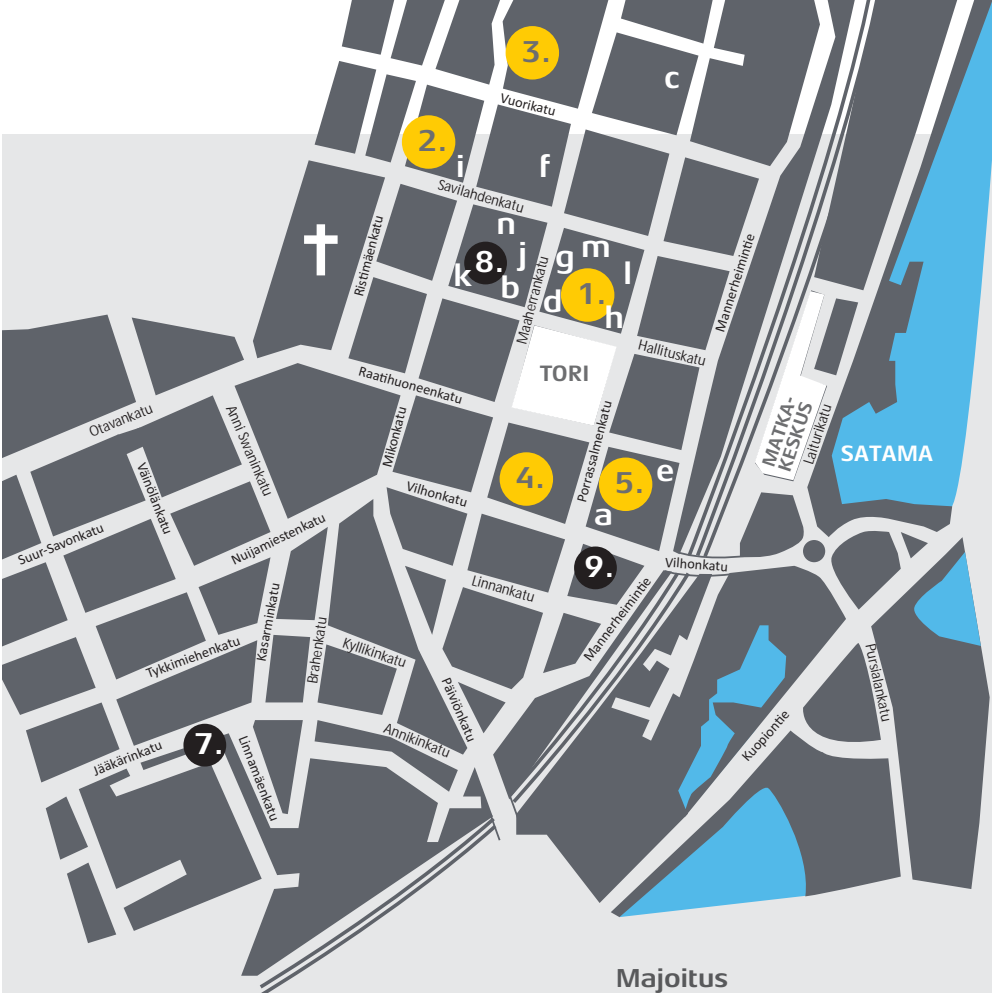 3.
c
Vuorikatu
2.
i
f
Savilahdenkatu
Ristimäenkatu
n
j
8.
k
b
Maaherrankatu
g
m
l
1.
d
h
Mannerheimintie
Hallituskatu
TORI
Raatihuoneenkatu
MATKA-
KESKUS
Laiturikatu
SATAMA
Otavankatu
Anni Swaninkatu
Mikonkatu
Porrassalmenkatu
Väinölänkatu
Vilhonkatu
4.
5.
e
a
Suur-Savonkatu
Nuijamiestenkatu
9.
Vilhonkatu
Linnankatu
Mannerheimintie
Kasarminkatu
Brahenkatu
Tykkimiehenkatu
Kyllikinkatu
Päiviönkatu
Pursialankatu
Kuopiontie
Annikinkatu
7.
Jääkärinkatu
Linnamäenkatu
Majoitus